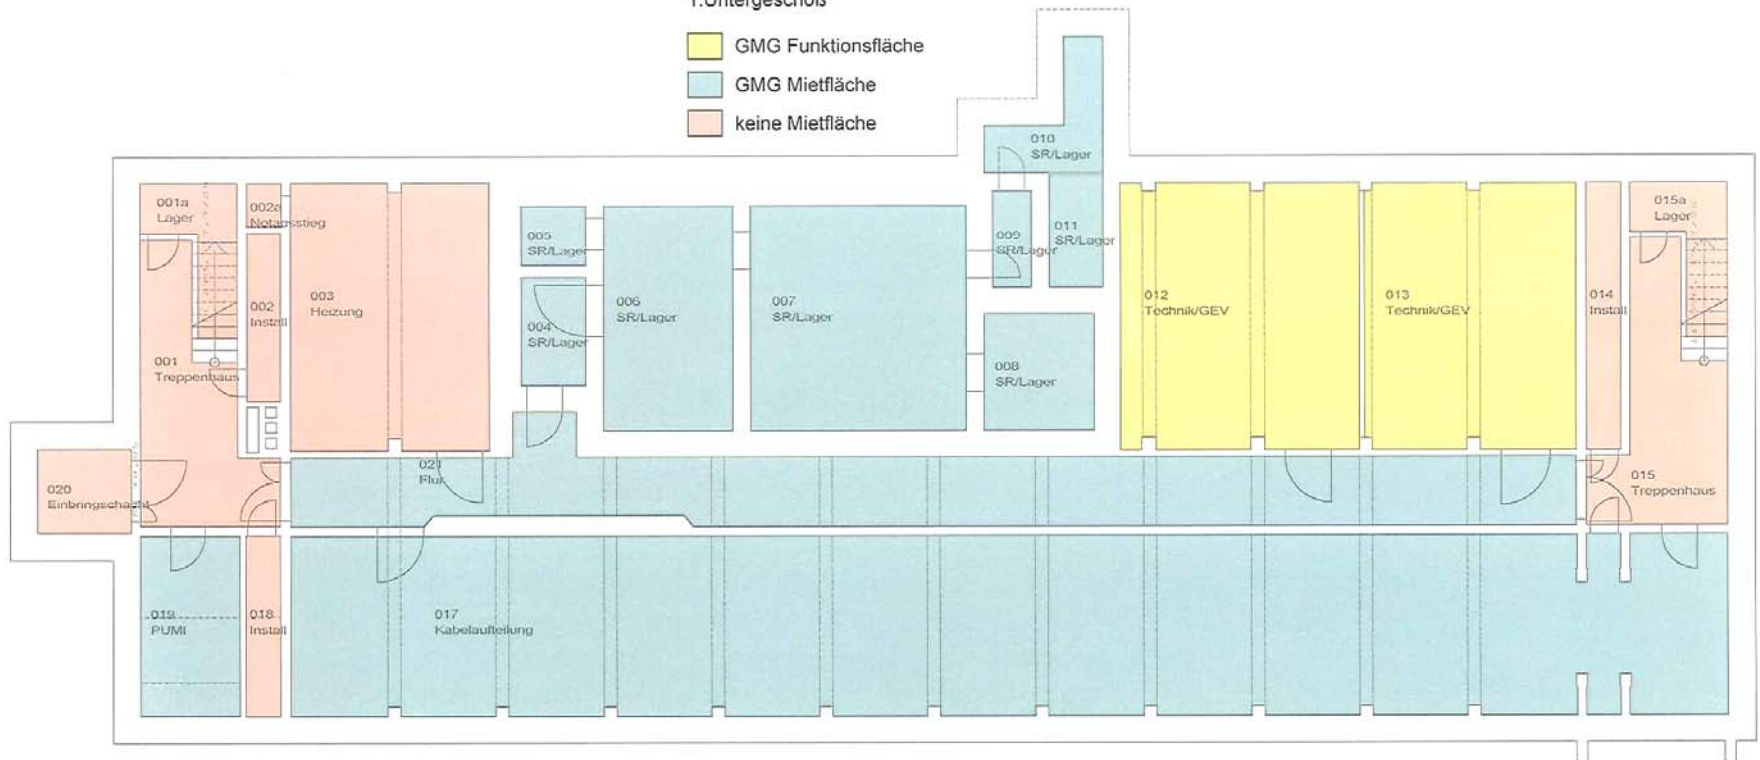 1.Untergeschoß
GMG Funktionsfläche
GMG Mietfläche
keine Mietfläche
010
SR/Lager
001a
Lager
002a
Notausstieg
015a
Lager
005
SR/Lager
009
SR/Lager
011
SR/Lager
002
Install
003
Heizung
004
SR/Lager
006
SR/Lager
007
SR/Lager
012
Technik/GEV
013
Technik/GEV
014
Install
001
Treppenhaus
008
SR/Lager
021
Flur
020
Einbringschacht
015
Treppenhaus
019
PUMI
018
Install
017
Kabelaufteilung